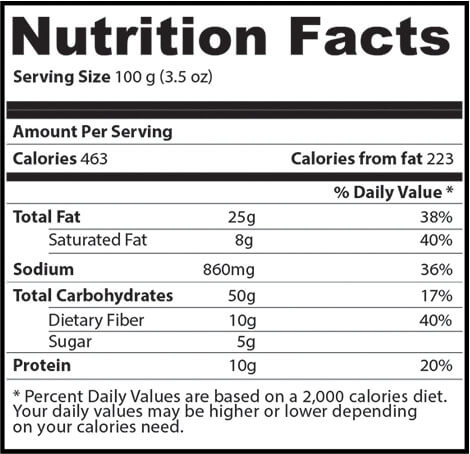 Nutrition Facts
Serving Size 100 g (3.5 oz)
Amount Per Serving
Calories 463 Calories from fat 223
% Daily Value *
Total Fat 25g 38%
Saturated Fat 8g 40%
Sodium 860mg 36%
Total Carbohydrates 50g 17%
Dietary Fiber 10g 40%
Sugar 5g
Protein 10g 20%
* Percent Daily Values are based on a 2,000 calories diet.
Your daily values may be higher or lower depending
on your calories need.